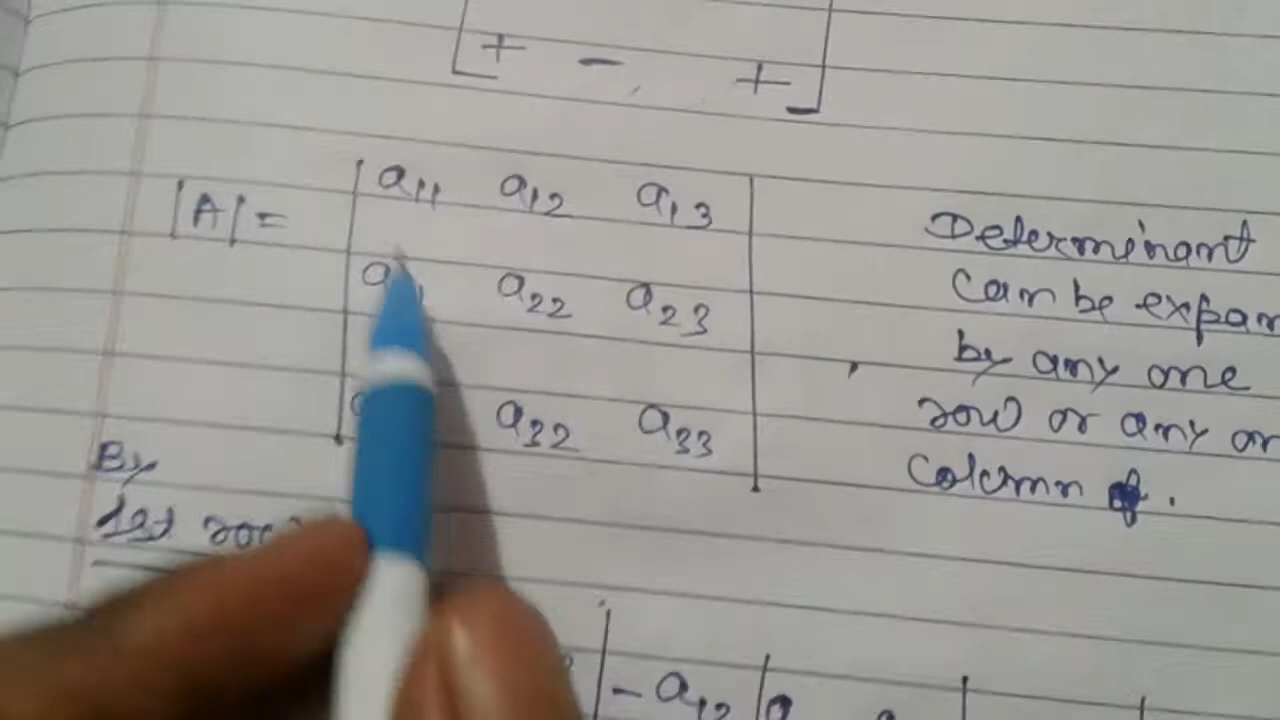 + - +
|A| = | a11 a12 a13 |
a22 a23
a32 a33
Determinant
can be expan
by any one
row or any on
column of.
By
1st row
- a12 | a